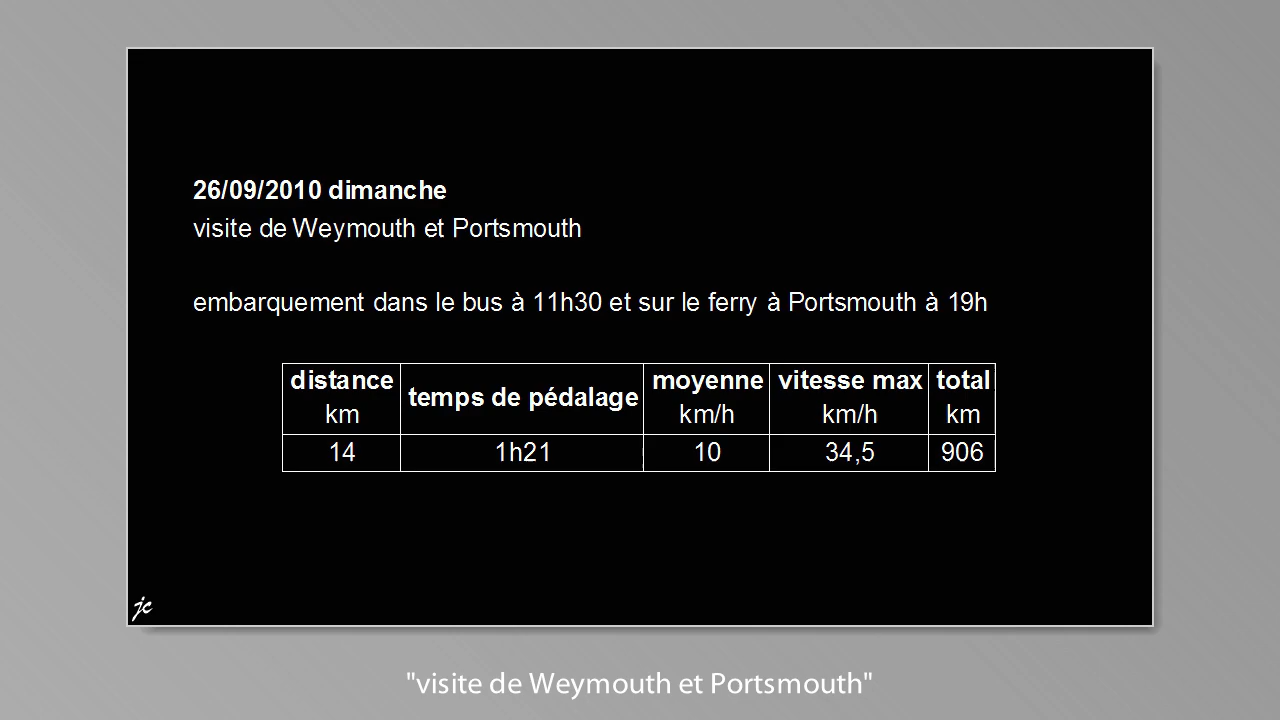 26/09/2010 dimanche
visite de Weymouth et Portsmouth
embarquement dans le bus à 11h30 et sur le ferry à Portsmouth à 19h
distance temps de pédalage moyenne vitesse max total
km km/h km/h km
14 1h21 10 34,5 906
jc
"visite de Weymouth et Portsmouth"